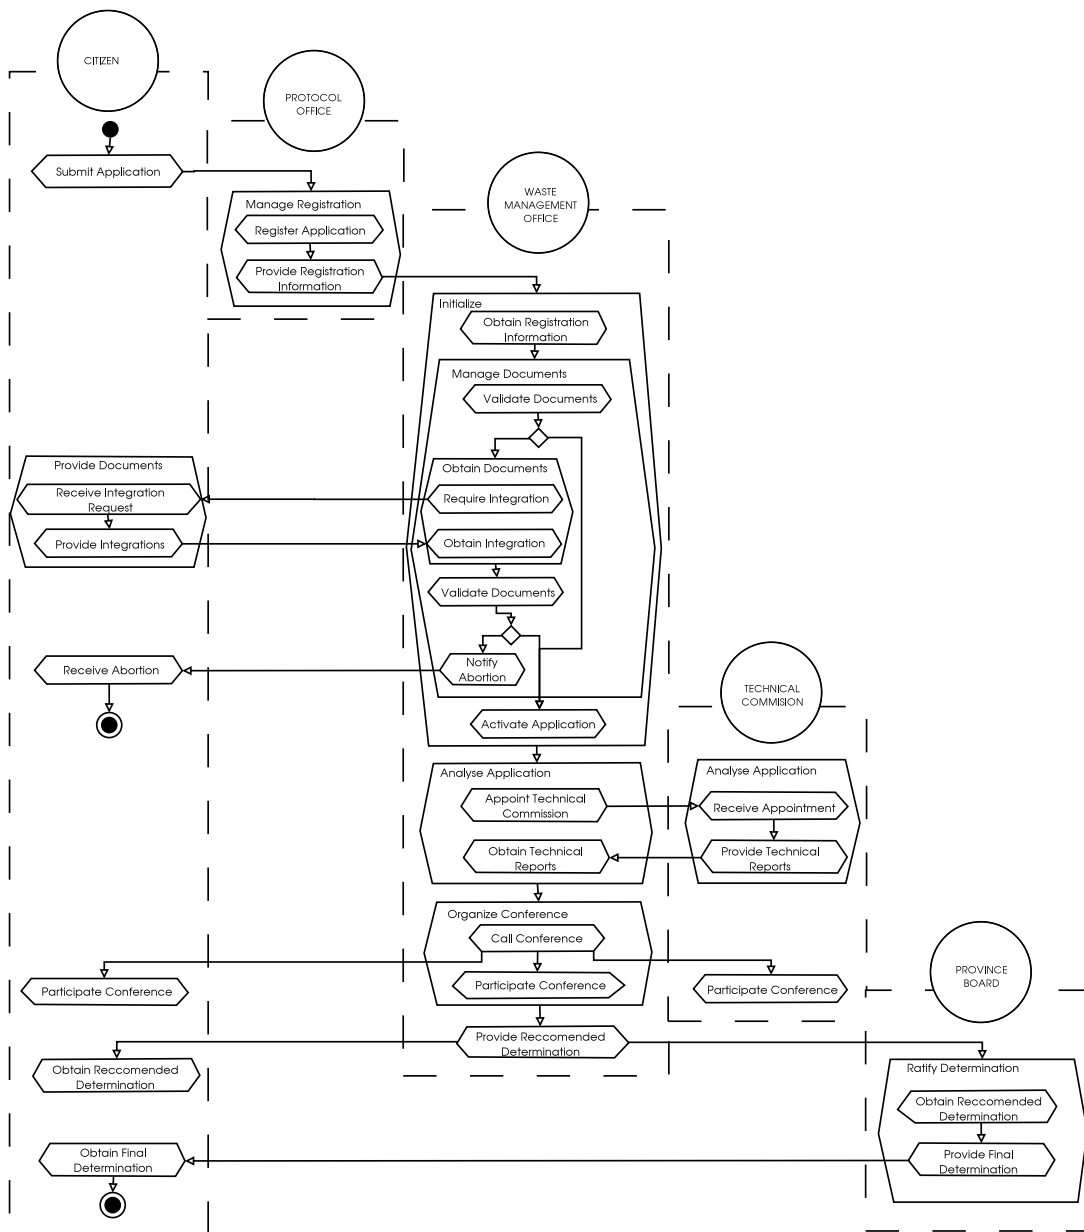 CITIZEN
PROTOCOL
OFFICE
Submit Application
WASTE
MANAGEMENT
OFFICE
Manage Registration
Register Application
Provide Registration
Information
Initialize
Obtain Registration
Information
Manage Documents
Validate Documents
Provide Documents
Obtain Documents
Receive Integration
Request
Require Integration
Provide Integrations
Obtain Integration
Validate Documents
Receive Abortion
Notify
Abortion
TECHNICAL
COMMISION
Activate Application
Analyse Application
Analyse Application
Appoint Technical
Commission
Receive Appointment
Obtain Technical
Reports
Provide Technical
Reports
Organize Conference
Call Conference
Participate Conference
Participate Conference
Participate Conference
PROVINCE
BOARD
Provide Reccomended
Determination
Obtain Reccomended
Determination
Ratify Determination
Obtain Reccomended
Determination
Obtain Final
Determination
Provide Final
Determination